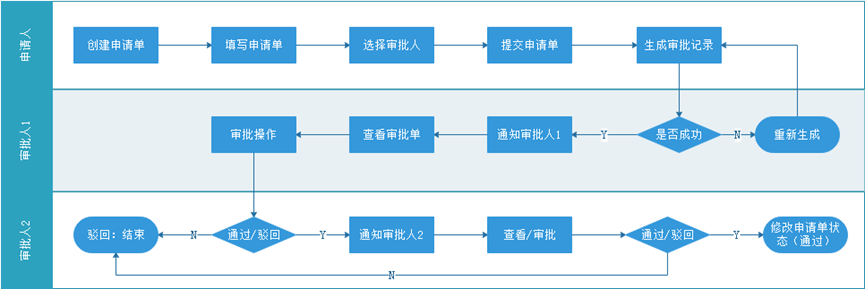 申请人
创建申请单
填写申请单
选择审批人
提交申请单
生成审批记录
审批人1
审批操作
查看审批单
通知审批人1
Y
是否成功
N
重新生成
审批人2
驳回：结束
N
通过/驳回
Y
通知审批人2
查看/审批
通过/驳回
Y
修改申请单状
态（通过）
N